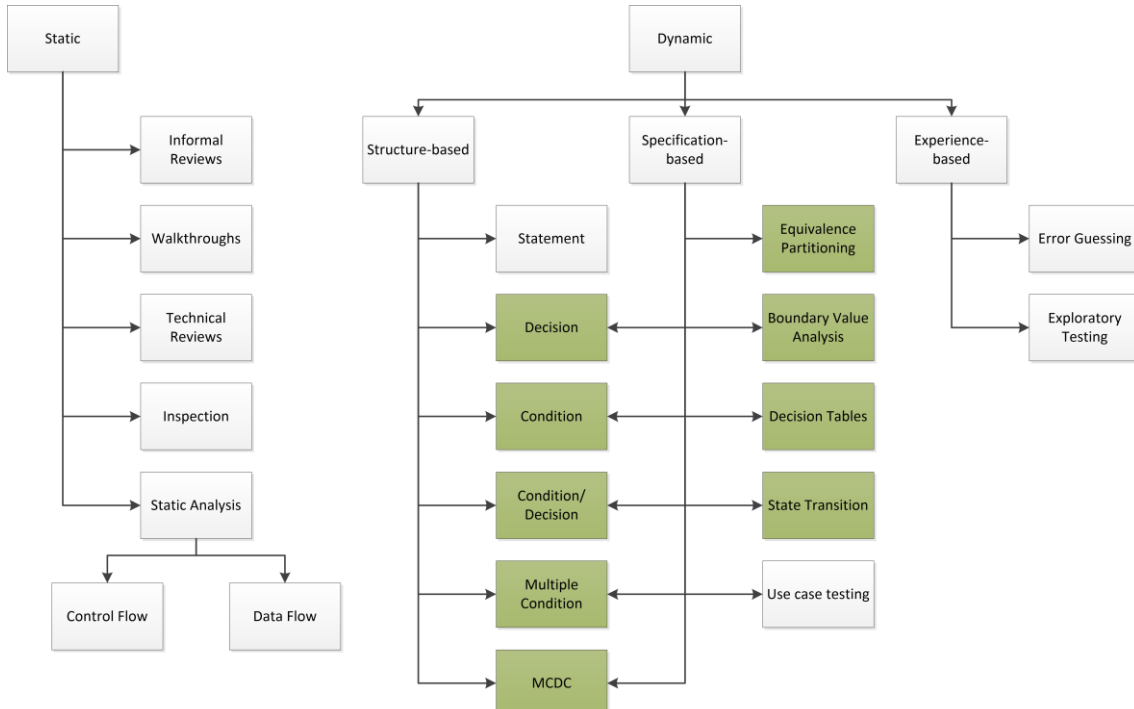 Static
Dynamic
Informal
Reviews
Structure-based
Specification-
based
Experience-
based
Walkthroughs
Statement
Equivalence
Partitioning
Error Guessing
Technical
Reviews
Decision
Boundary Value
Analysis
Exploratory
Testing
Inspection
Condition
Decision Tables
Static Analysis
Condition/
Decision
State Transition
Control Flow
Data Flow
Multiple
Condition
Use case testing
MCDC